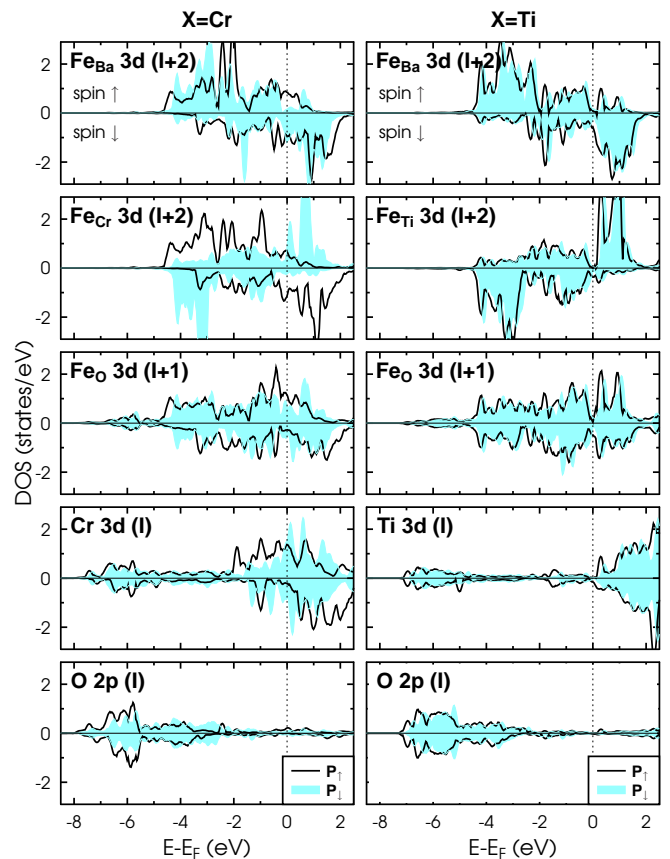 X=Cr
X=Ti
Fe_Ba 3d (I+2)
spin ↑
spin ↓
2
0
-2
Fe_Ba 3d (I+2)
spin ↑
spin ↓
Fe_Cr 3d (I+2)
2
0
-2
Fe_Ti 3d (I+2)
DOS (states/eV)
Fe_O 3d (I+1)
2
0
-2
Fe_O 3d (I+1)
Cr 3d (I)
2
0
-2
Ti 3d (I)
O 2p (I)
2
0
-2
P↑
P↓
O 2p (I)
P↑
P↓
-8 -6 -4 -2 0 2
-8 -6 -4 -2 0 2
E-E_F (eV)
E-E_F (eV)